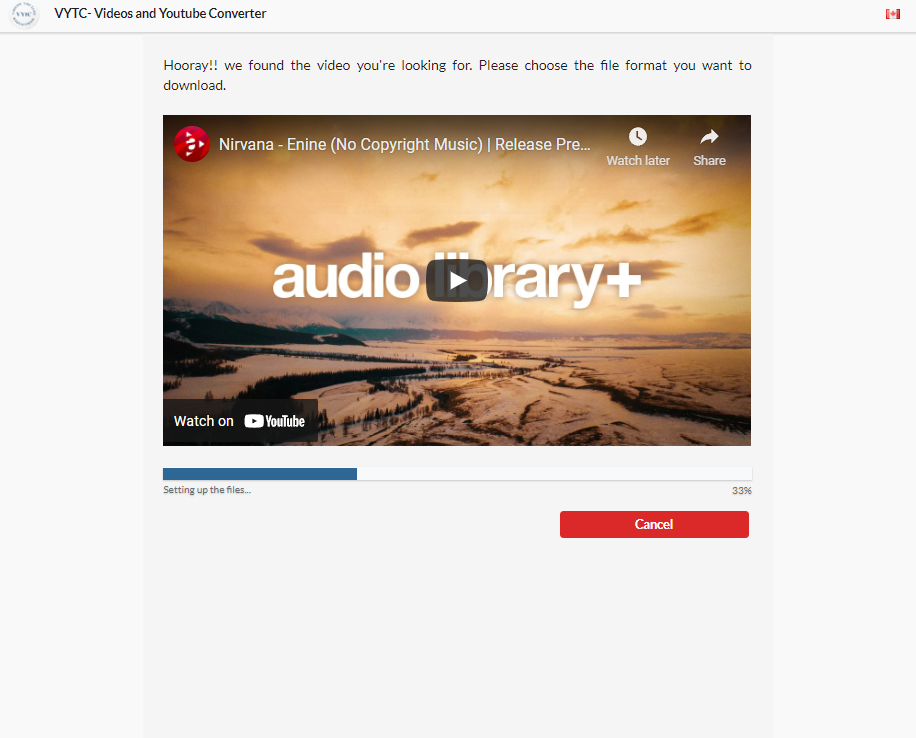 VYTC
VYTC- Videos and Youtube Converter
Hooray!! we found the video you're looking for. Please choose the file format you want to
download.
Nirvana - Enine (No Copyright Music) | Release Pre...
Watch later
Share
audio library+
Watch on YouTube
Setting up the files...
33%
Cancel